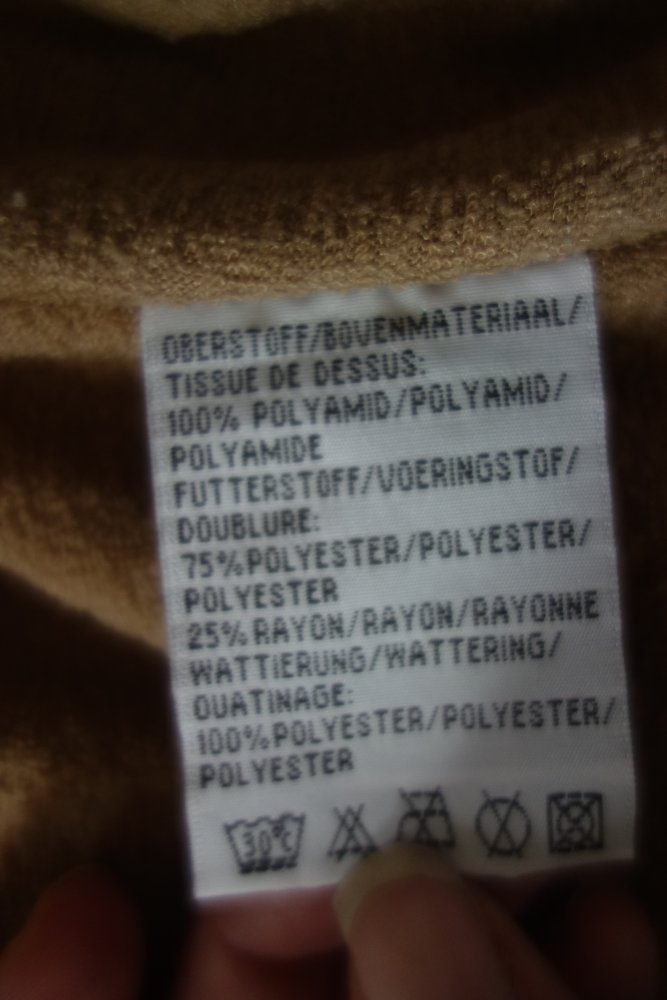 OBERSTOFF/BOVENMATERIAAL/
TISSUE DE DESSUS:
100% POLYAMID/POLYAMID/
POLYAMIDE
FUTTERSTOFF/VOERINGSTOF/
DOUBLURE:
75%POLYESTER/POLYESTER/
POLYESTER
25%RAYON/RAYON/RAYONNE
WATTIERUNG/WATTERING/
OUATINAGE:
100%POLYESTER/POLYESTER/
POLYESTER
30°C